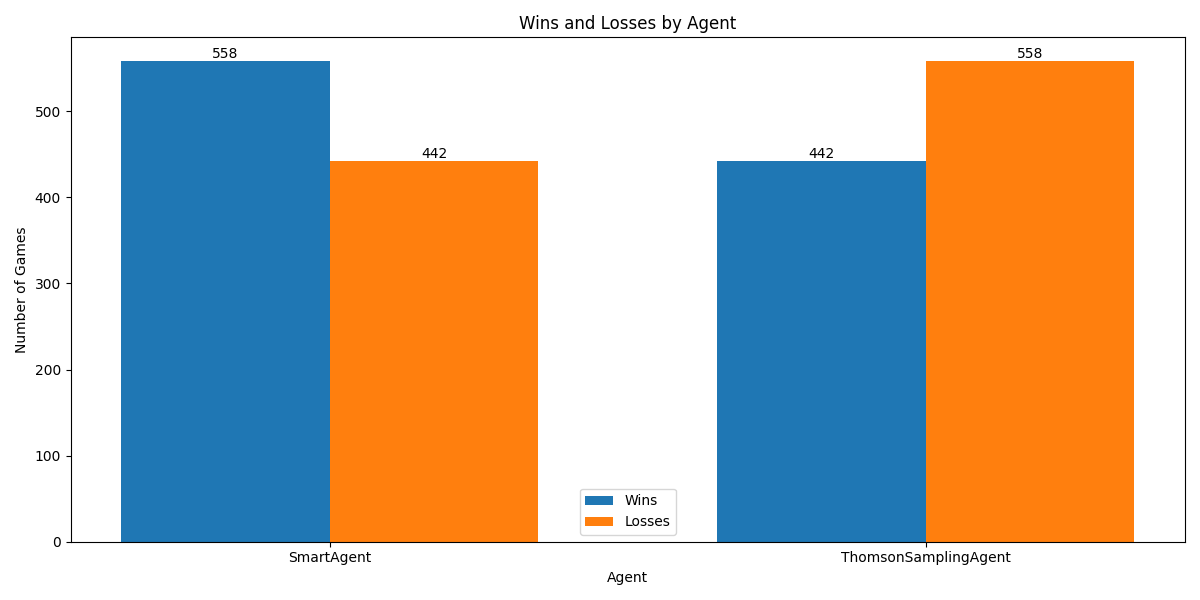 Wins and Losses by Agent
558
558
442
442
500
400
300
200
100
0
Number of Games
Wins
Losses
SmartAgent
ThomsonSamplingAgent
Agent